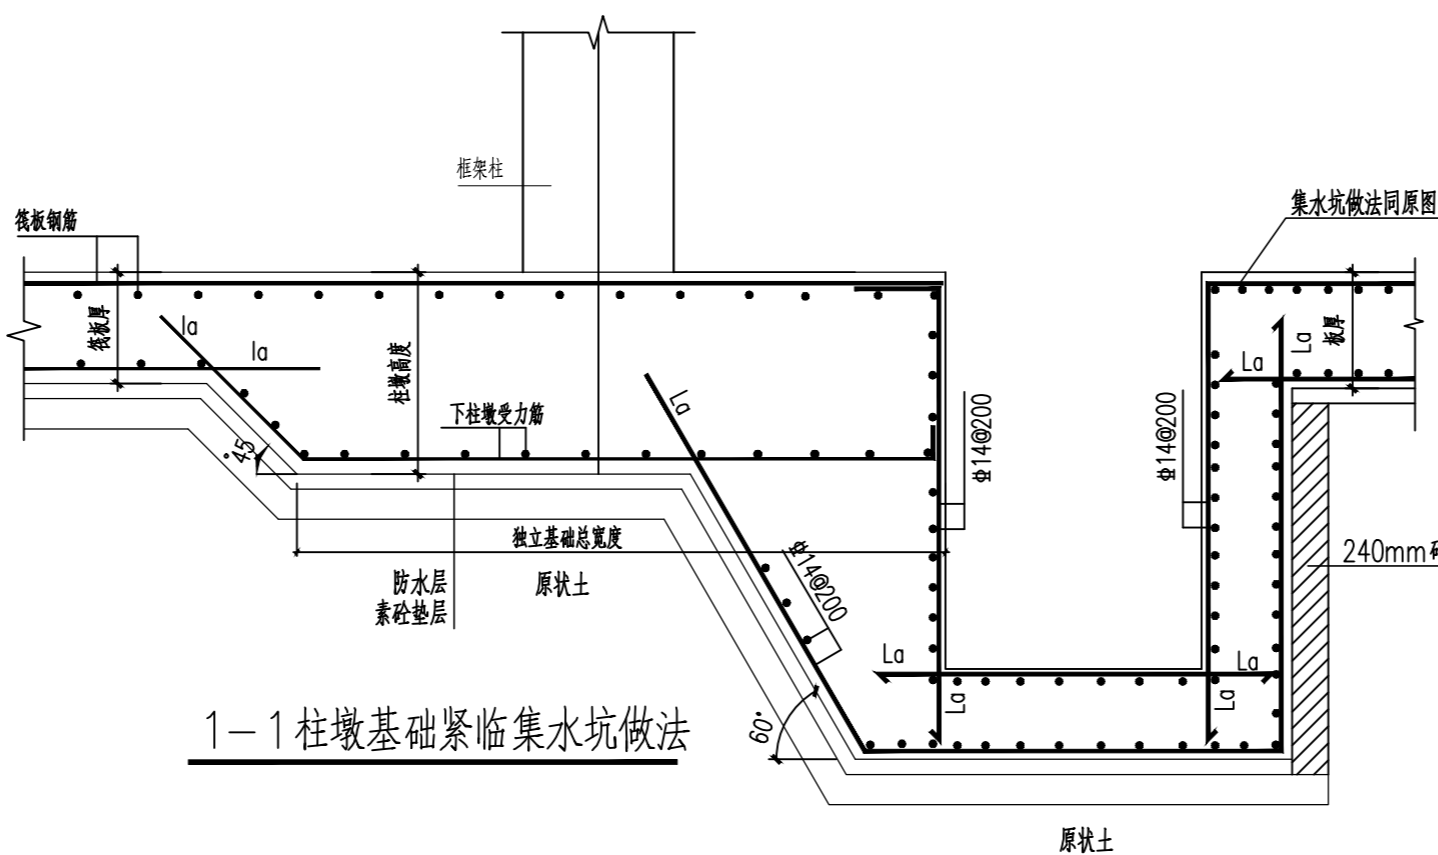 框架柱
筏板钢筋
集水坑做法同原图
筏板厚
la
la
柱墩高度
La
板厚
La
La
下柱墩受力筋
Φ14@200
Φ14@200
45°
独立基础总宽度
240mm
防水层
素砼垫层
原状土
Φ14@200
La
La
La
La
60°
1-1柱墩基础紧临集水坑做法
原状土